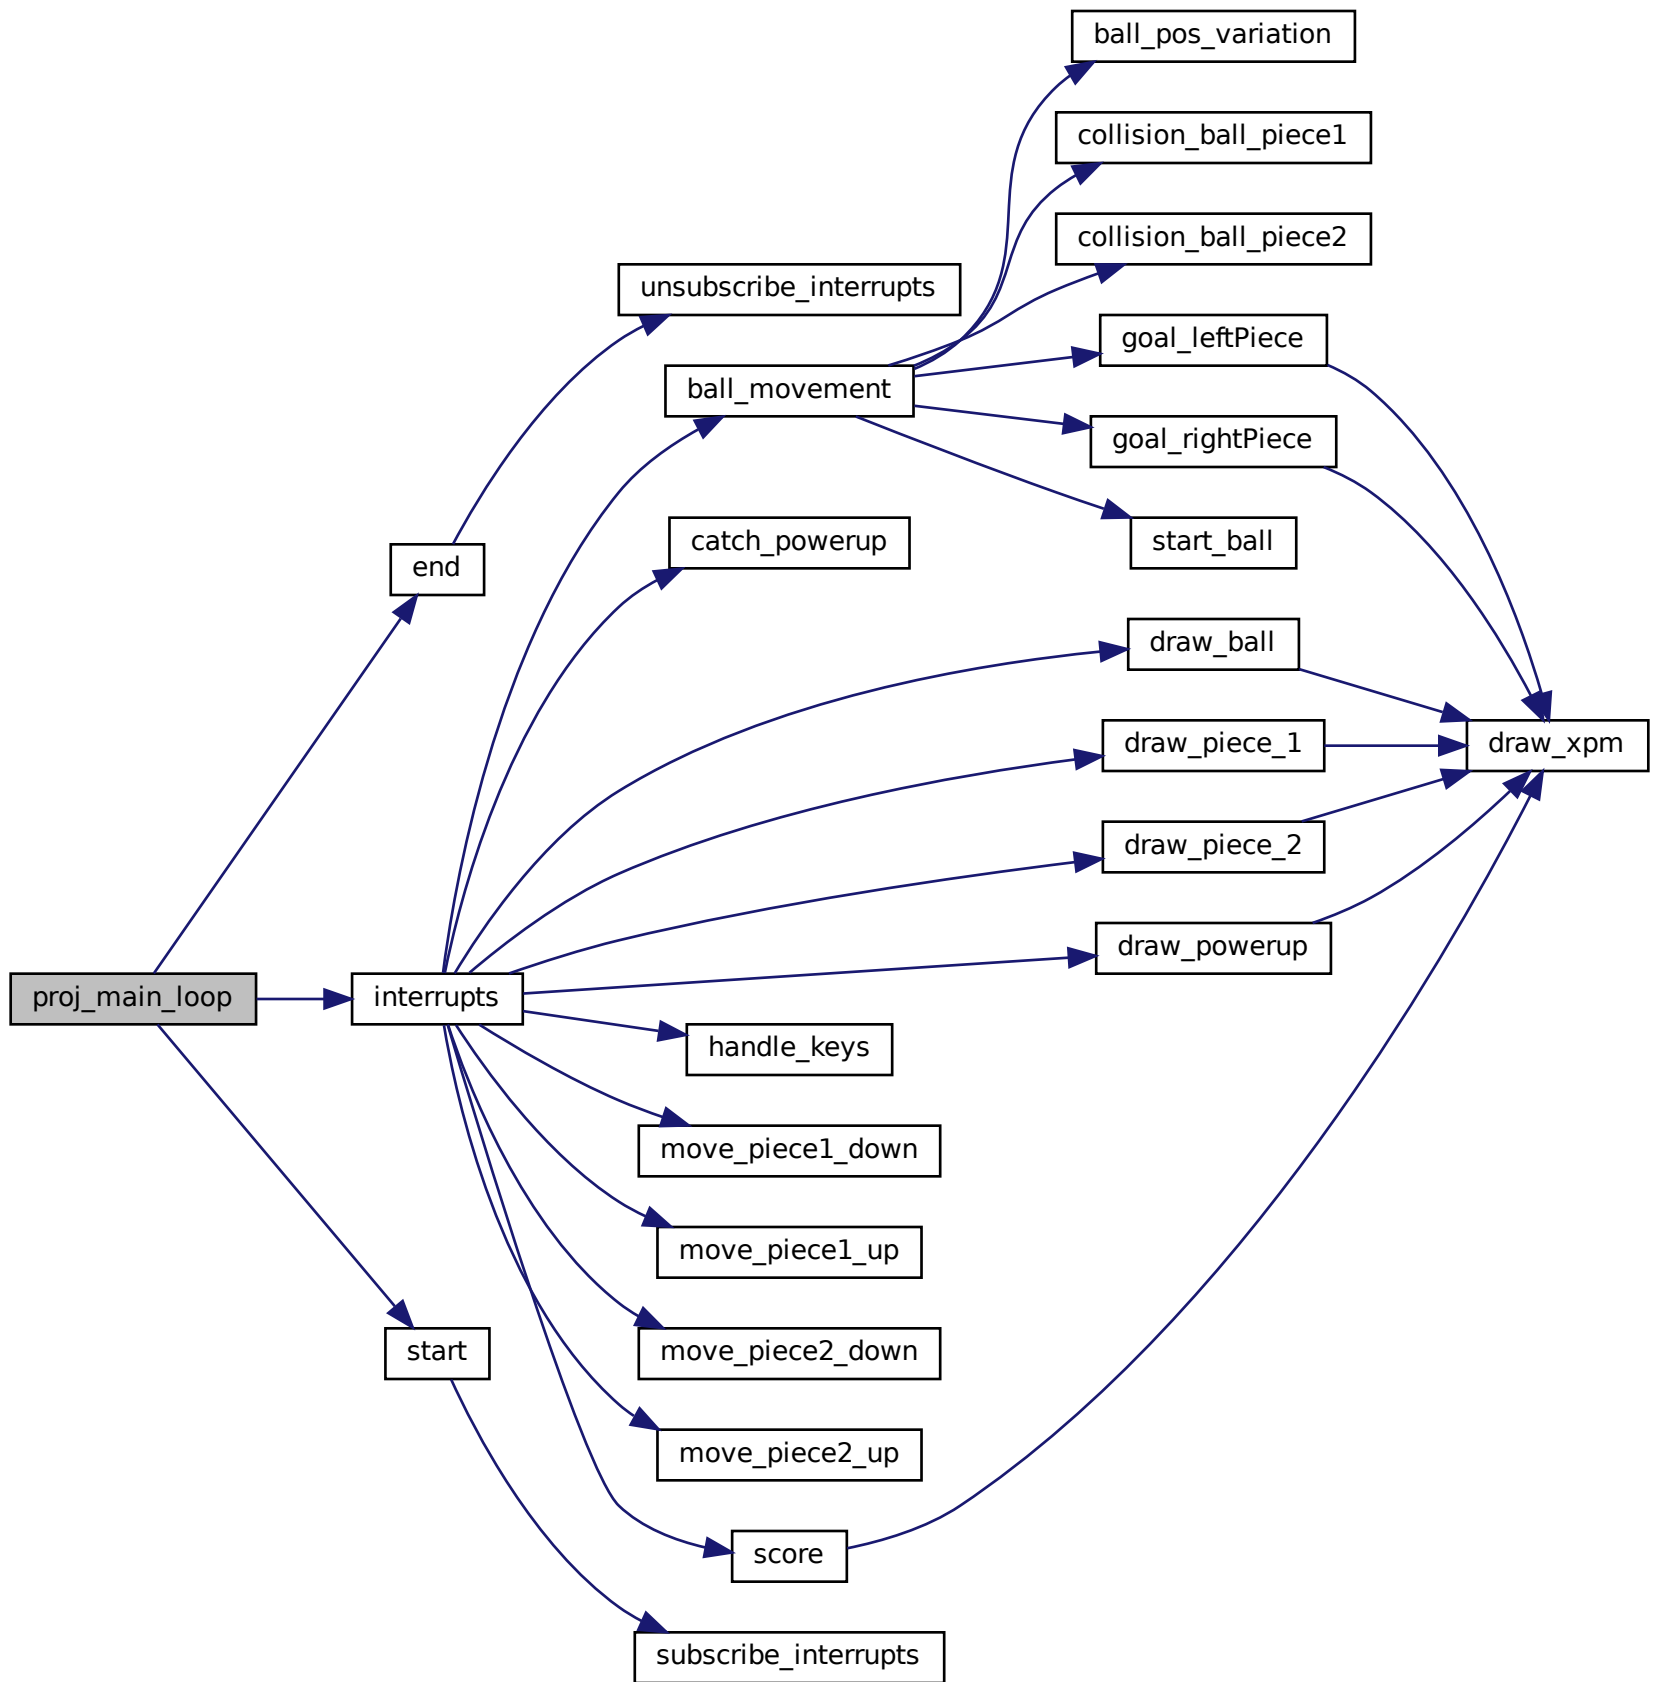 ball_pos_variation
collision_ball_piece1
collision_ball_piece2
unsubscribe_interrupts
goal_leftPiece
ball_movement
goal_rightPiece
catch_powerup
start_ball
end
draw_ball
draw_piece_1
draw_xpm
draw_piece_2
draw_powerup
proj_main_loop
interrupts
handle_keys
move_piece1_down
move_piece1_up
start
move_piece2_down
move_piece2_up
score
subscribe_interrupts